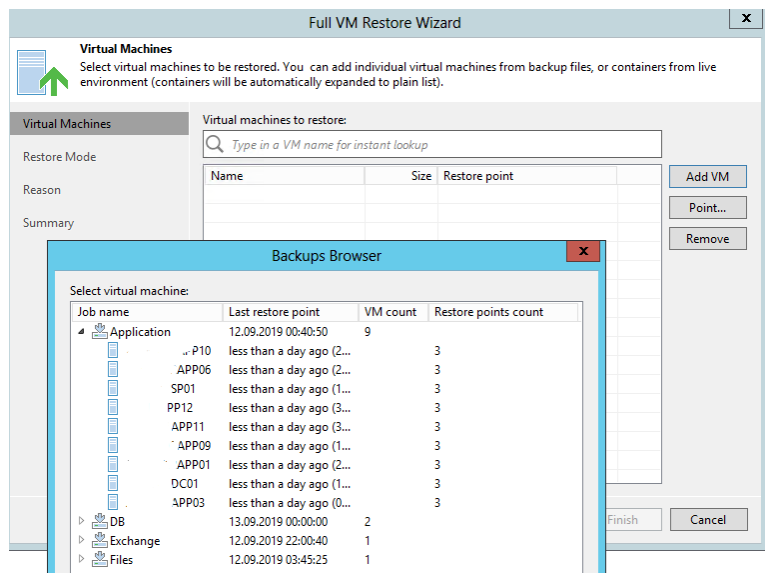 Full VM Restore Wizard
x
Virtual Machines
Select virtual machines to be restored. You can add individual virtual machines from backup files, or containers from live
environment (containers will be automatically expanded to plain list).
Virtual Machines
Restore Mode
Reason
Summary
Virtual machines to restore:
Type in a VM name for instant lookup
Name Size Restore point
Add VM
Point...
Remove
Backups Browser
x
Select virtual machine:
Job name Last restore point VM count Restore points count
Application 12.09.2019 00:40:50 9
P10 less than a day ago (2... 3
APP06 less than a day ago (2... 3
SP01 less than a day ago (1... 3
PP12 less than a day ago (3... 3
APP11 less than a day ago (3... 3
APP09 less than a day ago (1... 3
APP01 less than a day ago (2... 3
DC01 less than a day ago (1... 3
APP03 less than a day ago (0... 3
DB 13.09.2019 00:00:00 2
Exchange 12.09.2019 22:00:40 1
Files 12.09.2019 03:45:25 1
Finish
Cancel